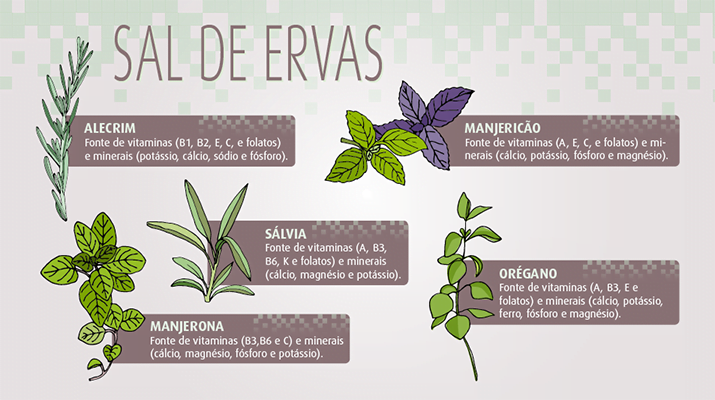 SAL DE ERVAS
ALECRIM
Fonte de vitaminas (B1, B2, E, C, e folatos)
e minerais (potássio, cálcio, sódio e fósforo).
MANJERICÃO
Fonte de vitaminas (A, E, C, e folatos) e mi-
nerais (cálcio, potássio, fósforo e magnésio).
SÁLVIA
Fonte de vitaminas (A, B3,
B6, K e folatos) e minerais
(cálcio, magnésio e potássio).
ORÉGANO
Fonte de vitaminas (A, B3, E e
folatos) e minerais (cálcio, potássio,
ferro, fósforo e magnésio).
MANJERONA
Fonte de vitaminas (B3,B6 e C) e minerais
(cálcio, magnésio, fósforo e potássio).